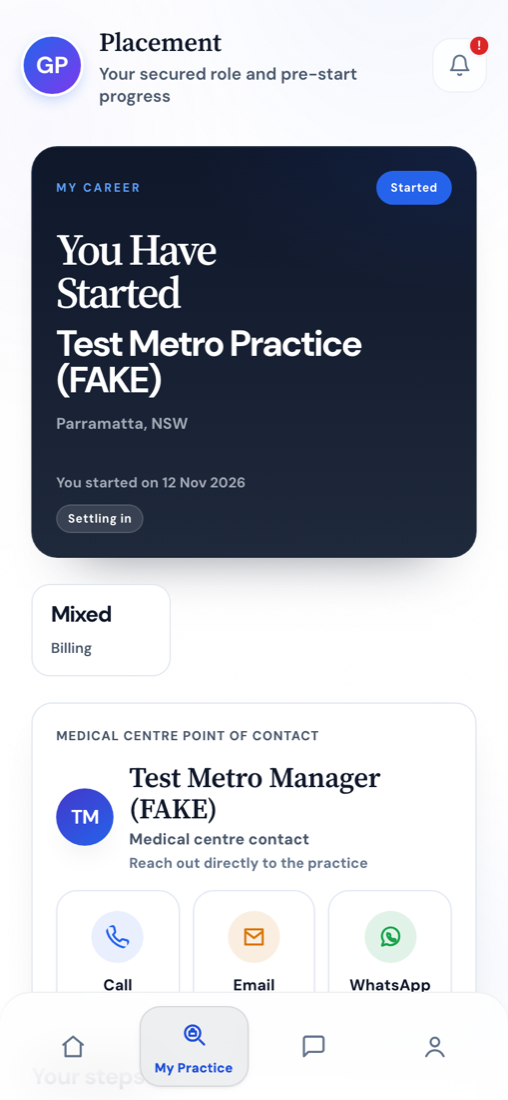 GP
Placement
Your secured role and pre-start
progress
!
MY CAREER
Started
You Have
Started
Test Metro Practice
(FAKE)
Parramatta, NSW
You started on 12 Nov 2026
Settling in
Mixed
Billing
MEDICAL CENTRE POINT OF CONTACT
TM
Test Metro Manager
(FAKE)
Medical centre contact
Reach out directly to the practice
Call
Email
WhatsApp
Your steps
My Practice